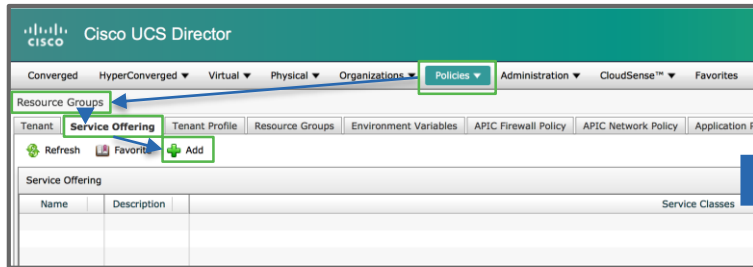 CISCO Cisco UCS Director
Converged HyperConverged Virtual Physical Organizations Policies Administration CloudSense™ Favorites
Resource Groups
Tenant Service Offering Tenant Profile Resource Groups Environment Variables APIC Firewall Policy APIC Network Policy Application
Refresh Favorite Add
Service Offering
Name Description Service Classes